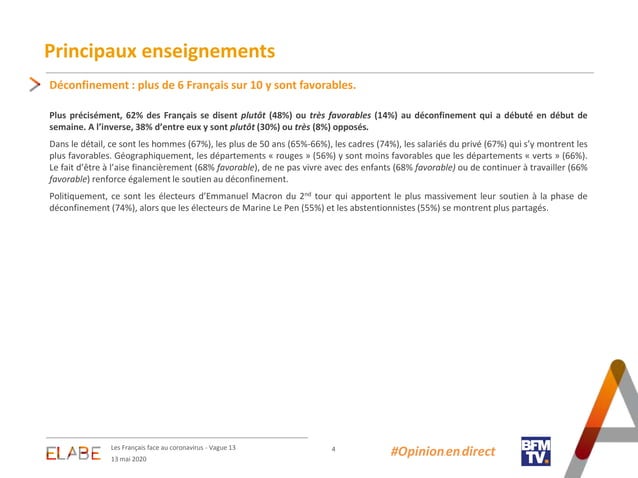 Principaux enseignements
Déconfinement : plus de 6 Français sur 10 y sont favorables.
Plus précisément, 62% des Français se disent plutôt (48%) ou très favorables (14%) au déconfinement qui a débuté en début de
semaine. A l’inverse, 38% d’entre eux y sont plutôt (30%) ou très (8%) opposés.
Dans le détail, ce sont les hommes (67%), les plus de 50 ans (65%-66%), les cadres (74%), les salariés du privé (67%) qui s’y montrent les
plus favorables. Géographiquement, les départements « rouges » (56%) y sont moins favorables que les départements « verts » (66%).
Le fait d’être à l’aise financièrement (68% favorable), de ne pas vivre avec des enfants (68% favorable) ou de continuer à travailler (66%
favorable) renforce également le soutien au déconfinement.
Politiquement, ce sont les électeurs d’Emmanuel Macron du 2nd tour qui apportent le plus massivement leur soutien à la phase de
déconfinement (74%), alors que les électeurs de Marine Le Pen (55%) et les abstentionnistes (55%) se montrent plus partagés.
ELABE
Les Français face au coronavirus - Vague 13
13 mai 2020
4
#Opinionendirect
BFM
TV.